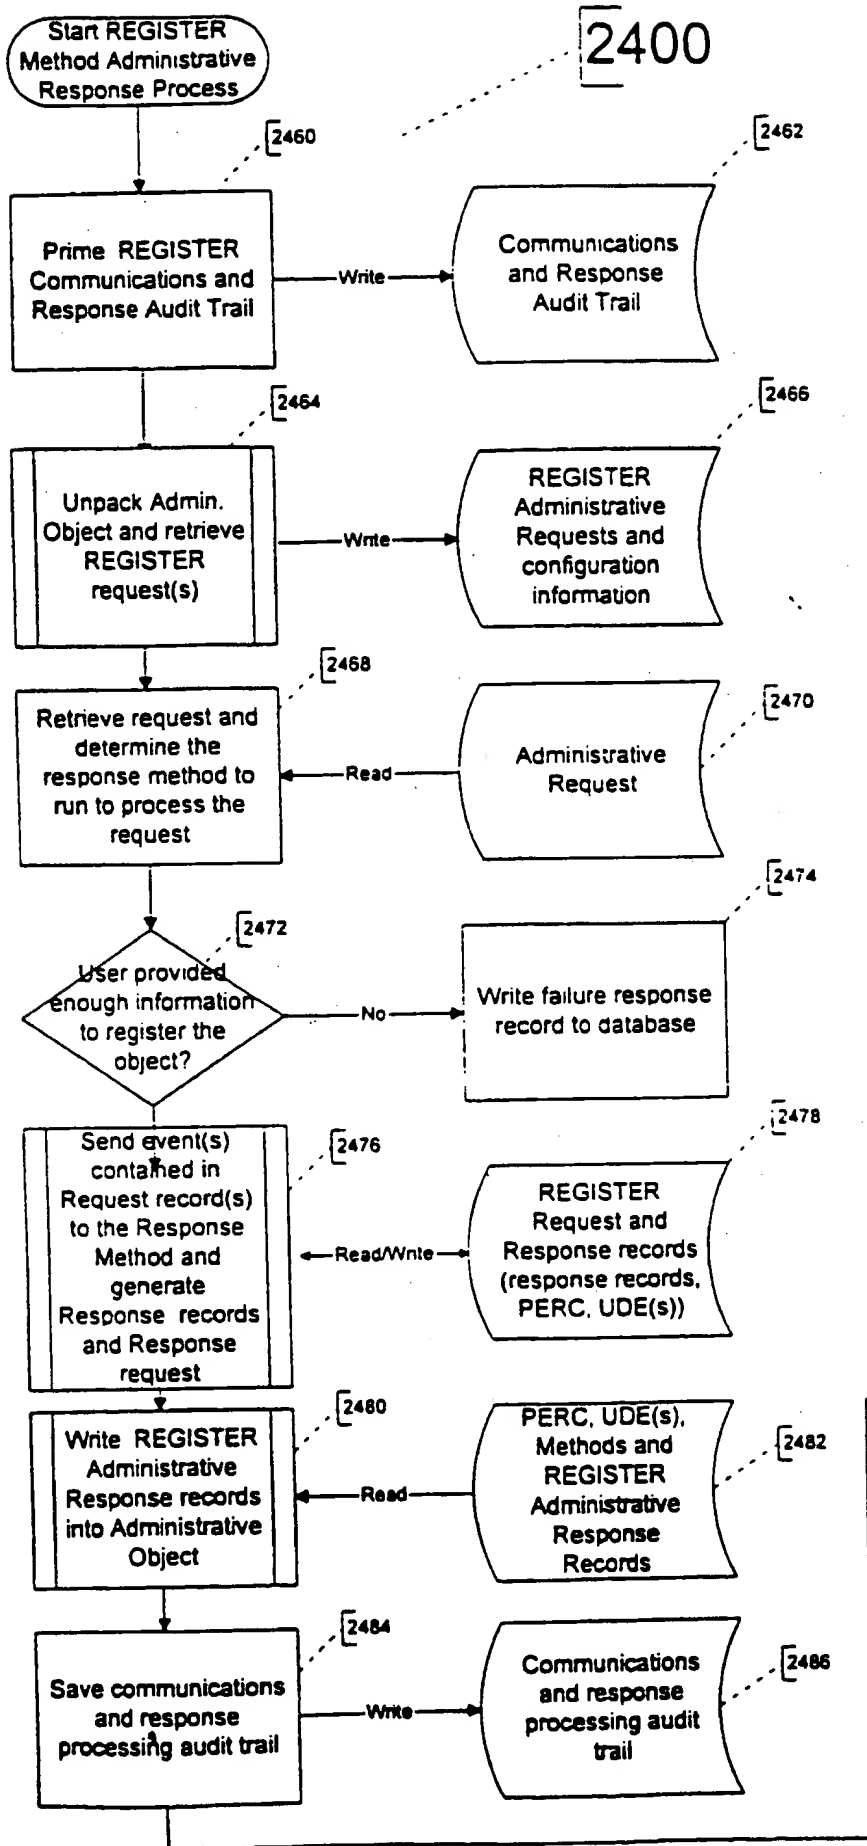 Start REGISTER
Method Administrative
Response Process
2400
2460
2462
Prime REGISTER
Communications and
Response Audit Trail
Write
Communications
and Response
Audit Trail
2464
2466
Unpack Admin.
Object and retrieve
REGISTER
request(s)
Write
REGISTER
Administrative
Requests and
configuration
information
2468
2470
Retrieve request and
determine the
response method to
run to process the
request
Read
Administrative
Request
2472
2474
User provided
enough information
to register the
object?
No
Write failure response
record to database
2476
2478
Send event(s)
contained in
Request record(s)
to the Response
Method and
generate
Response records
and Response
request
Read/Write
REGISTER
Request and
Response records
(response records,
PERC, UDE(s))
2480
2482
Write REGISTER
Administrative
Response records
into Administrative
Object
Read
PERC, UDE(s),
Methods and
REGISTER
Administrative
Response
Records
2484
2486
Save communications
and response
processing audit trail
Write
Communications
and response
processing audit
trail